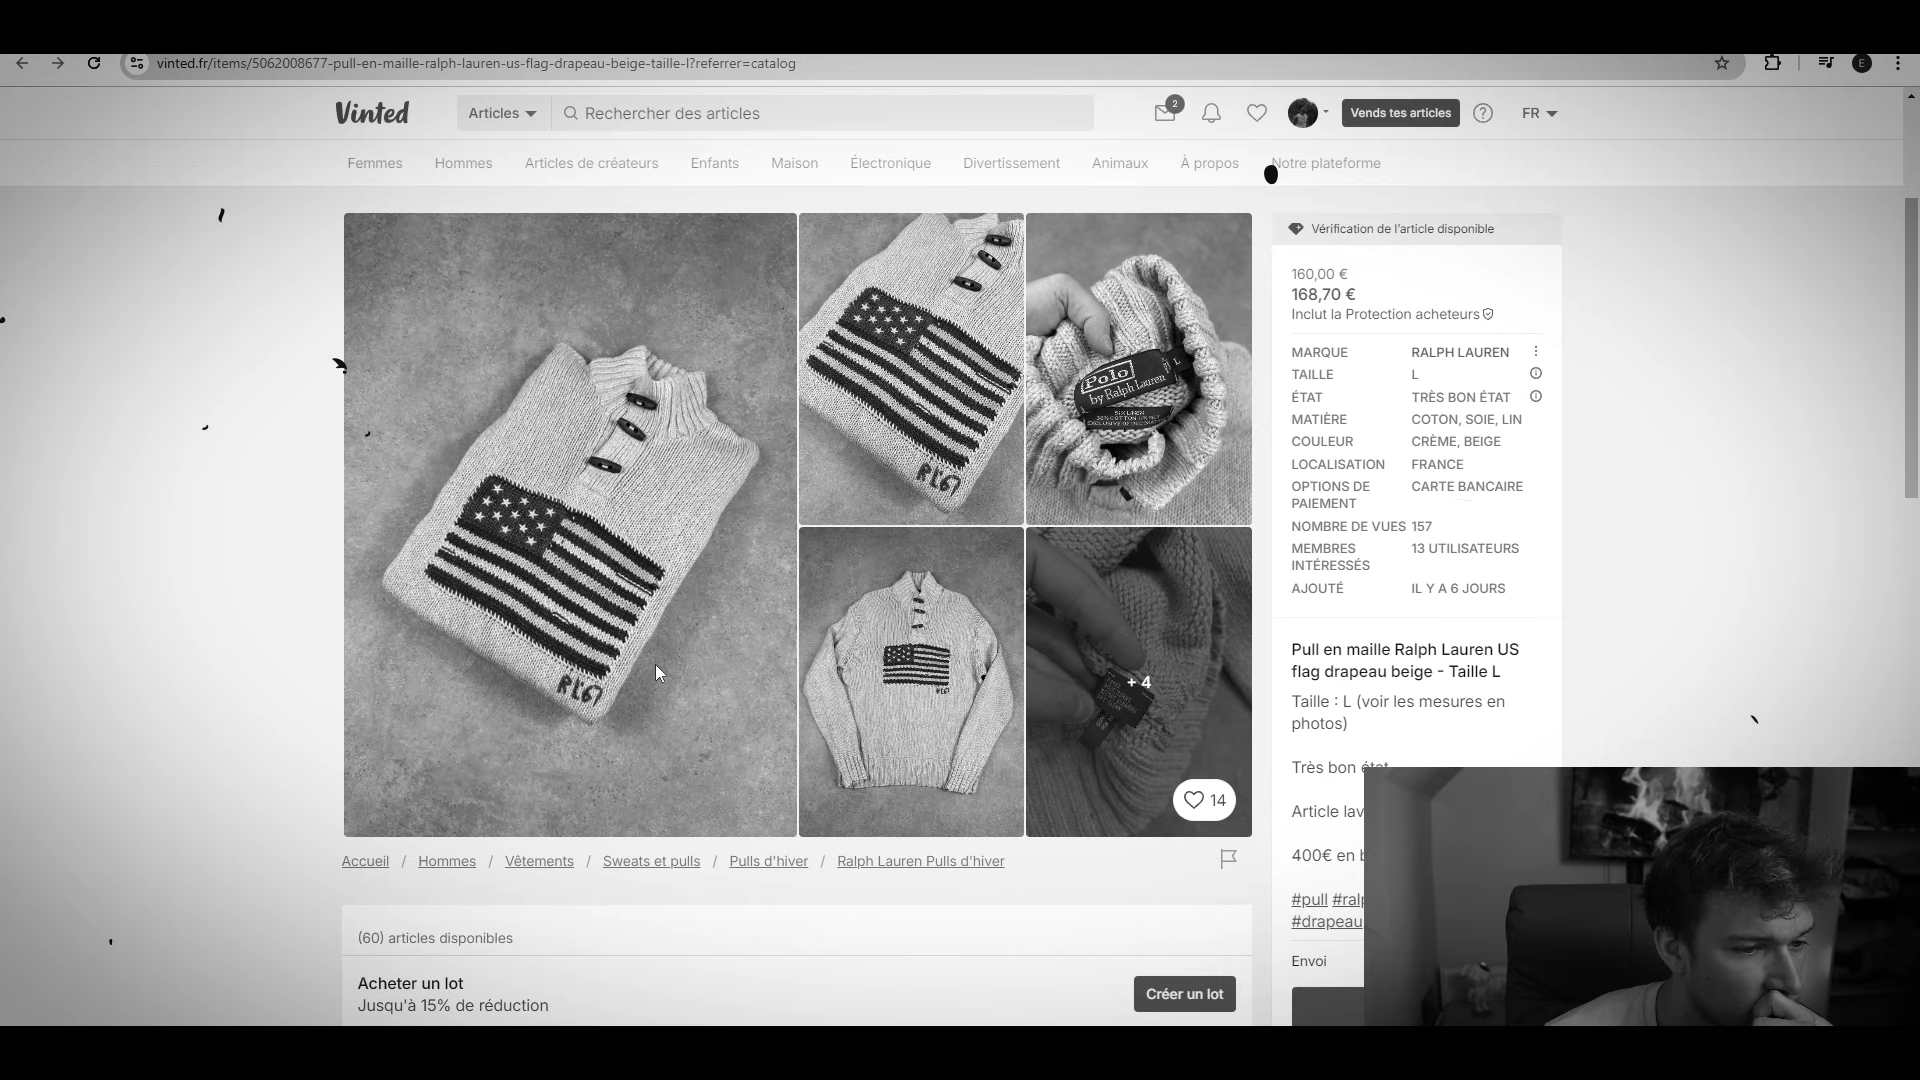 vinted.fr/items/5062008677-pull-en-maille-ralph-lauren-us-flag-drapeau-beige-taille-l?referrer=catalog
E
Vinted
Articles
Rechercher des articles
2
Vends tes articles
FR
Femmes
Hommes
Articles de créateurs
Enfants
Maison
Électronique
Divertissement
Animaux
À propos
Notre plateforme
RL67
RL67
Polo
by Ralph Lauren
L
+ 4
14
Vérification de l'article disponible
160,00 €
168,70 €
Inclut la Protection acheteurs
MARQUE RALPH LAUREN
TAILLE L
ÉTAT TRÈS BON ÉTAT
MATIÈRE COTON, SOIE, LIN
COULEUR CRÈME, BEIGE
LOCALISATION FRANCE
OPTIONS DE PAIEMENT CARTE BANCAIRE
NOMBRE DE VUES 157
MEMBRES INTÉRESSÉS 13 UTILISATEURS
AJOUTÉ IL Y A 6 JOURS
Pull en maille Ralph Lauren US
flag drapeau beige - Taille L
Taille : L (voir les mesures en
photos)
Très bon état
Article lav
400€ en b
#pull #ralp
#drapeau
Envoi
Accueil / Hommes / Vêtements / Sweats et pulls / Pulls d'hiver / Ralph Lauren Pulls d'hiver
(60) articles disponibles
Acheter un lot
Jusqu'à 15% de réduction
Créer un lot